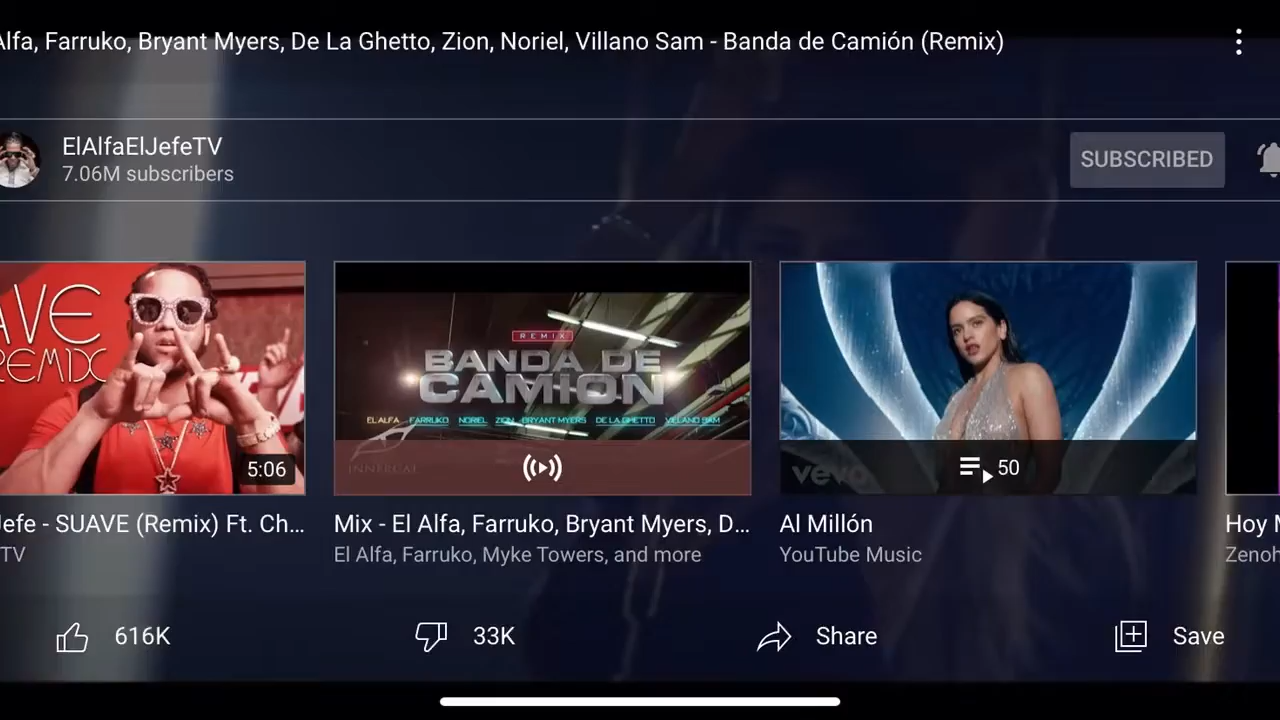 Alfa, Farruko, Bryant Myers, De La Ghetto, Zion, Noriel, Villano Sam - Banda de Camión (Remix)
ElAlfaElJefeTV
7.06M subscribers
SUBSCRIBED
AVE
REMIX
5:06
REMIX
BANDA DE
CAMION
EL ALFA FARRUKO NORIEL ZION BRYANT MYERS DE LA GHETTO VILLANO SAM
INNERCAT
vevo
50
Jefe - SUAVE (Remix) Ft. Ch...
TV
Mix - El Alfa, Farruko, Bryant Myers, D...
El Alfa, Farruko, Myke Towers, and more
Al Millón
YouTube Music
Hoy
Zenoh
616K
33K
Share
Save